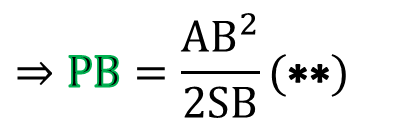 ⇒ PB = AB²/2SB (**)